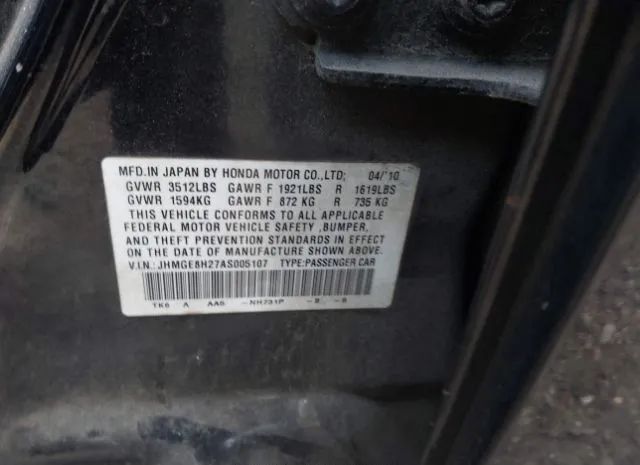 MFD.IN JAPAN BY HONDA MOTOR CO.,LTD; 04/'10
GVWR 3512LBS GAWR F 1921LBS R 1619LBS
GVWR 1594KG GAWR F 872 KG R 735 KG
THIS VEHICLE CONFORMS TO ALL APPLICABLE
FEDERAL MOTOR VEHICLE SAFETY ,BUMPER,
AND THEFT PREVENTION STANDARDS IN EFFECT
ON THE DATE OF MANUFACTURE SHOWN ABOVE.
V.I.N.: JHMGE8H27AS005107 TYPE:PASSENGER CAR
TK6 A AA5 -NH731P